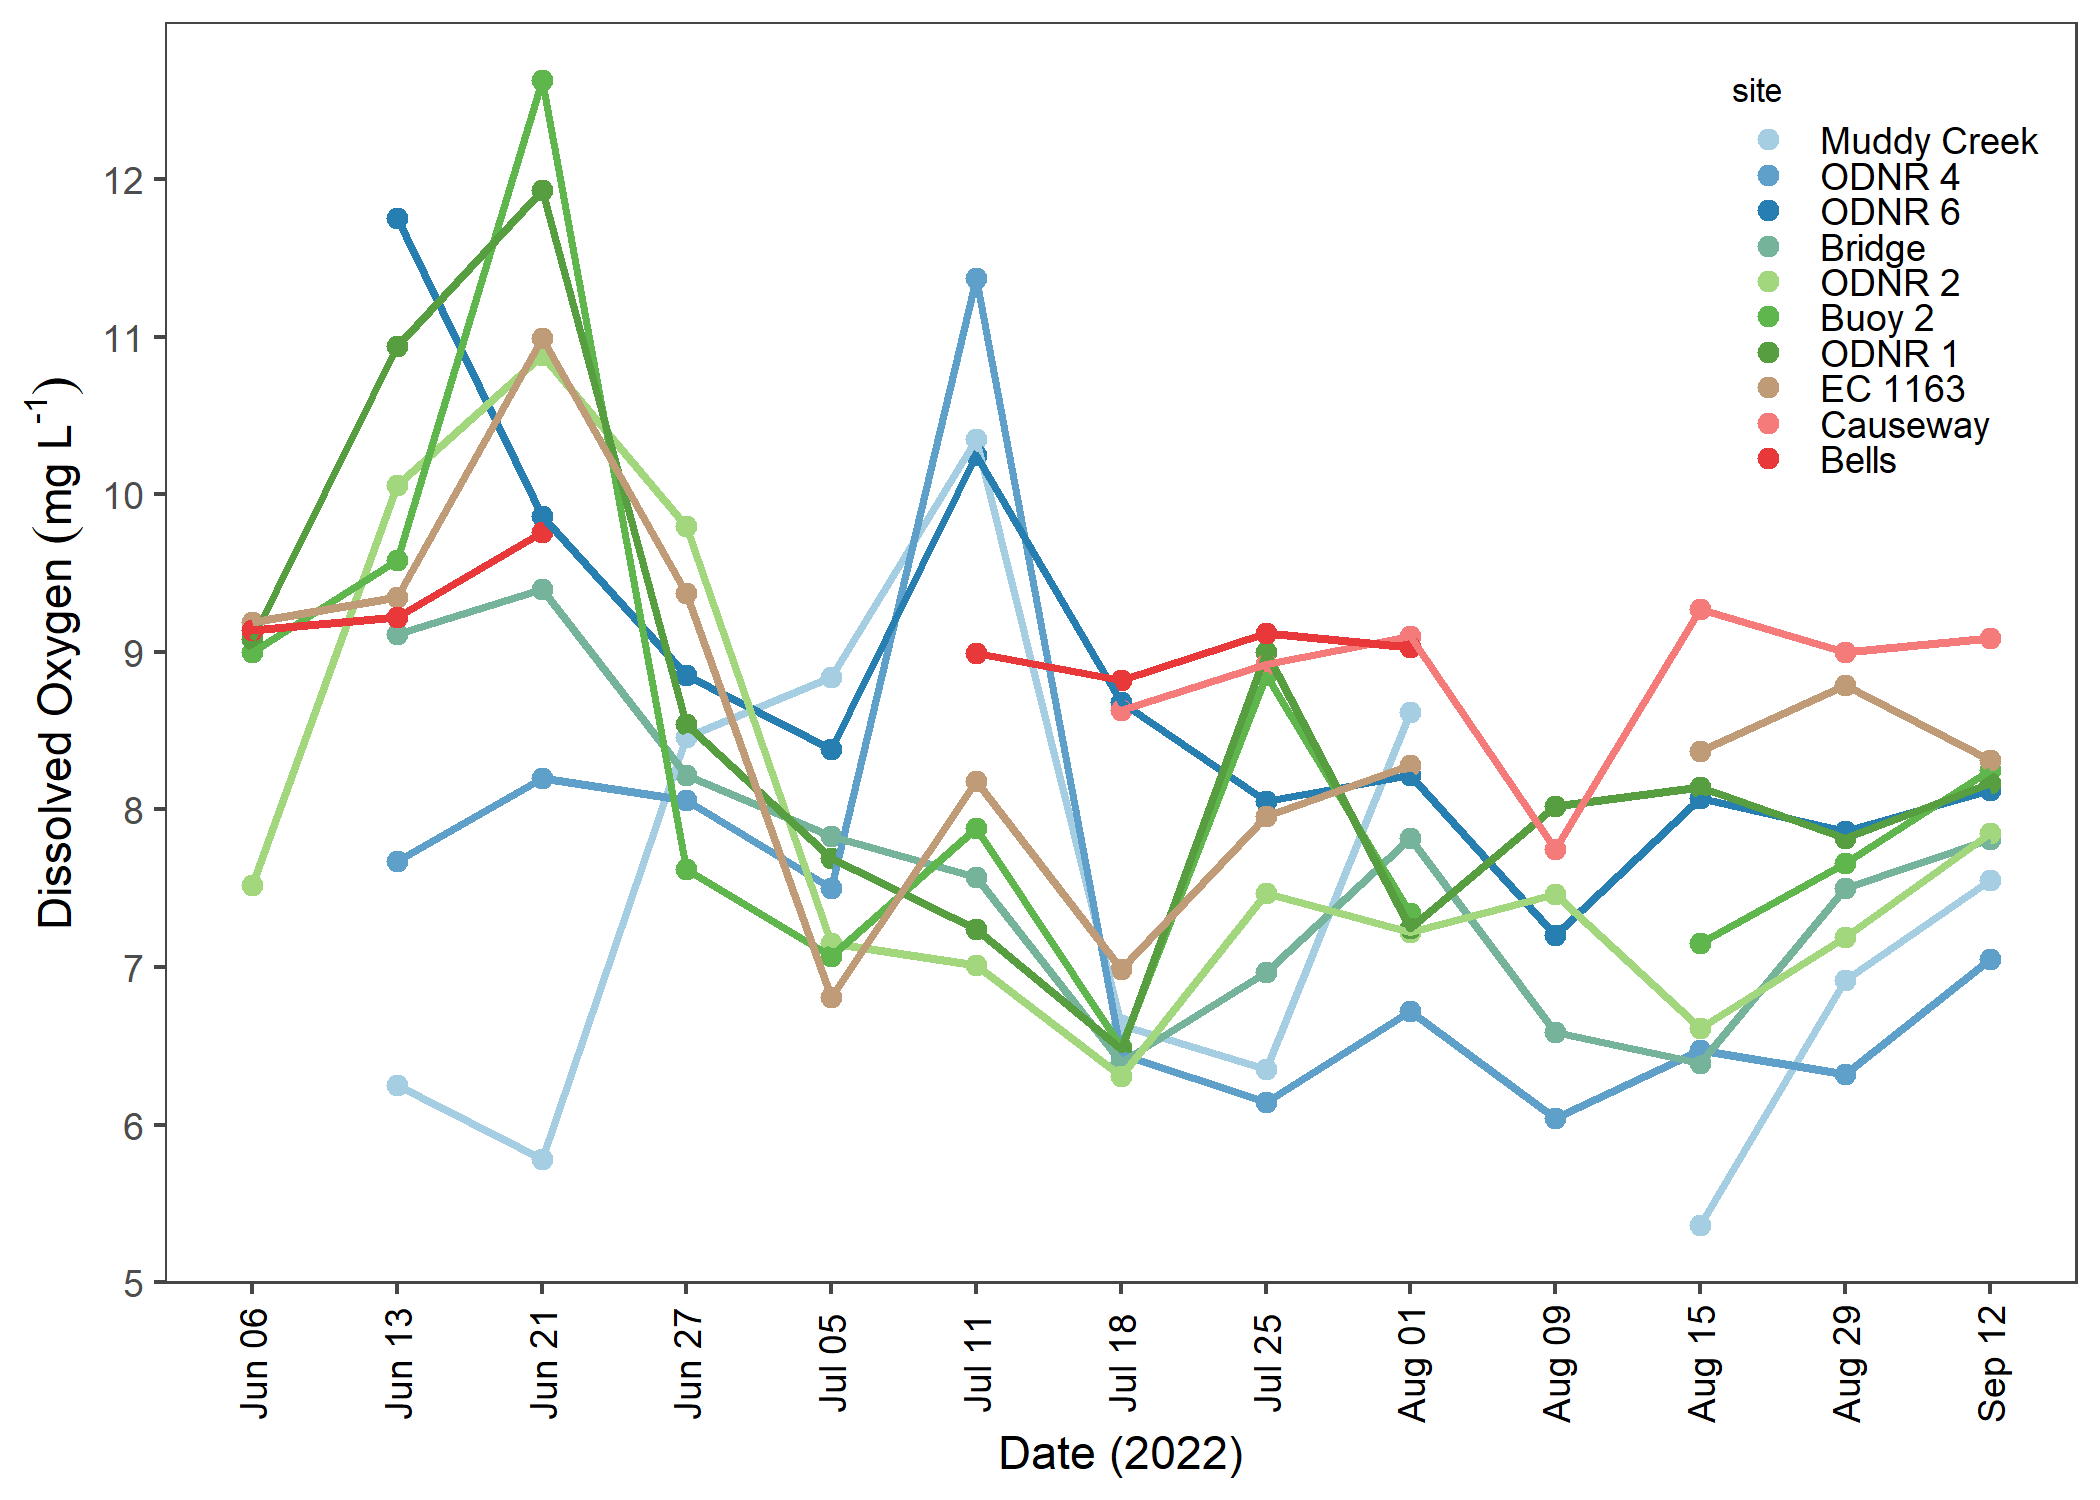 Dissolved Oxygen (mg L-1)
12
11
10
9
8
7
6
5
site
Muddy Creek
ODNR 4
ODNR 6
Bridge
ODNR 2
Buoy 2
ODNR 1
EC 1163
Causeway
Bells
Jun 06
Jun 13
Jun 21
Jun 27
Jul 05
Jul 11
Jul 18
Jul 25
Aug 01
Aug 09
Aug 15
Aug 29
Sep 12
Date (2022)